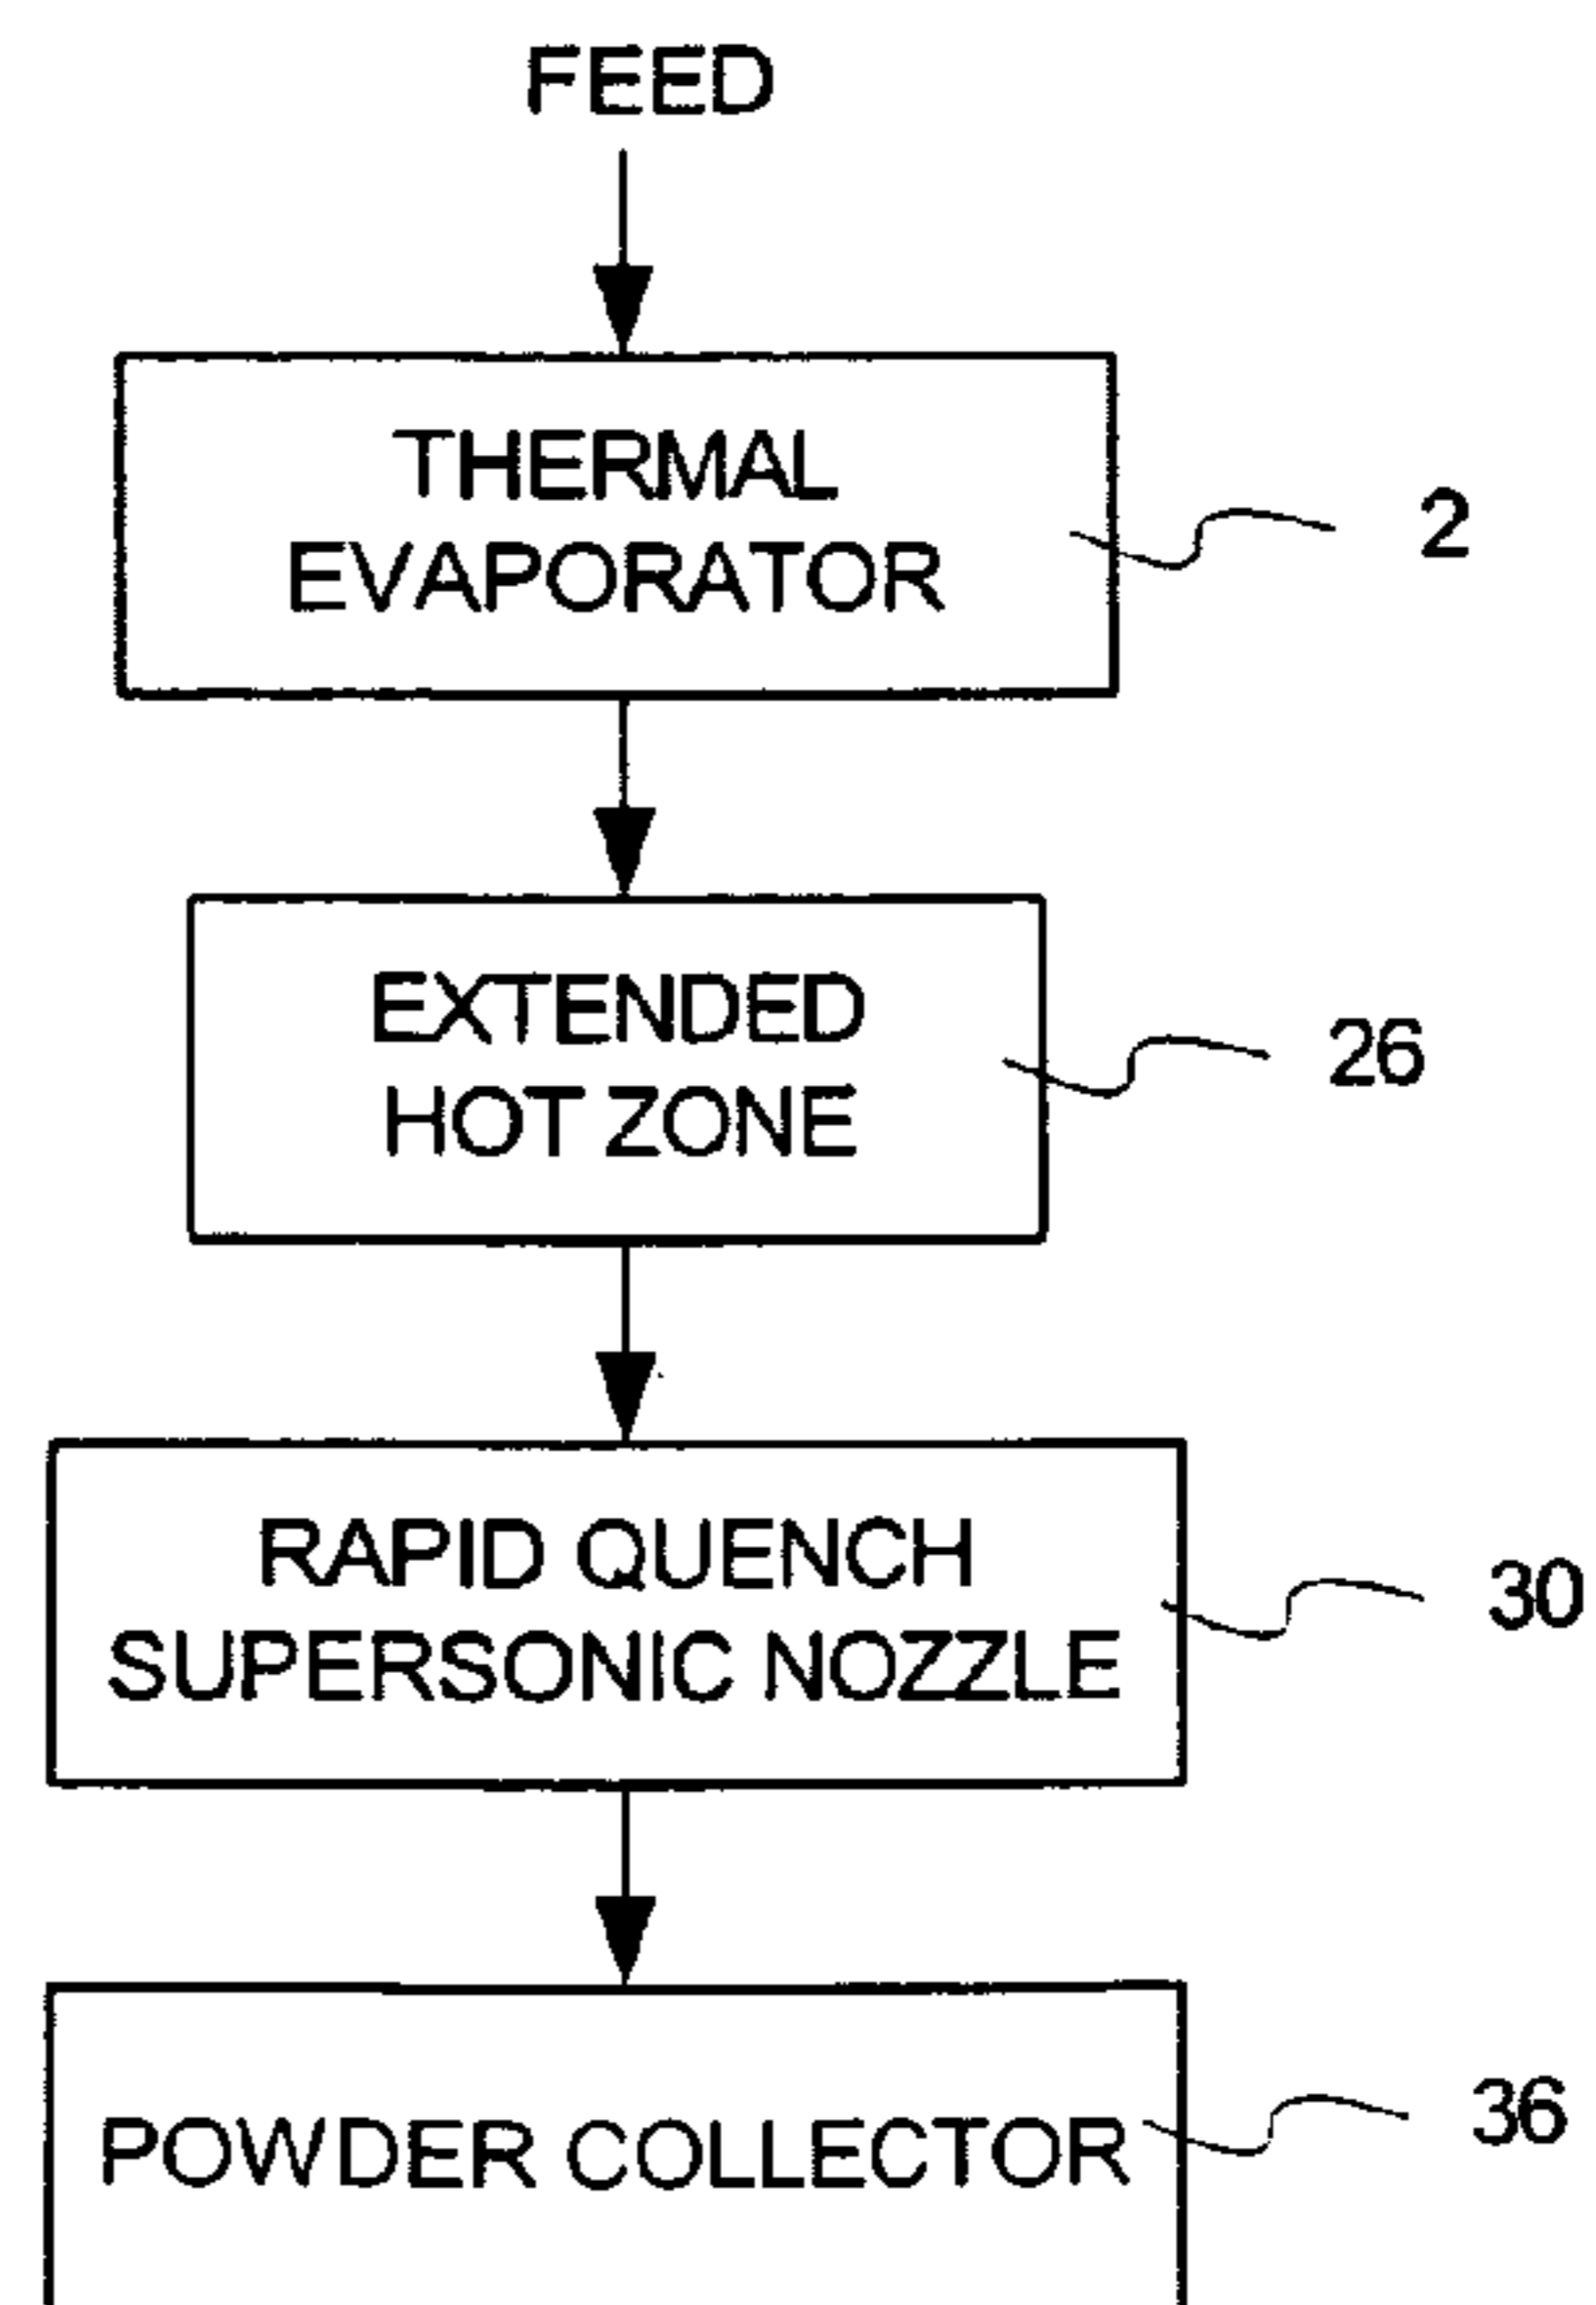 FEED
THERMAL
EVAPORATOR
2
EXTENDED
HOT ZONE
26
RAPID QUENCH
SUPERSONIC NOZZLE
30
POWDER COLLECTOR
36